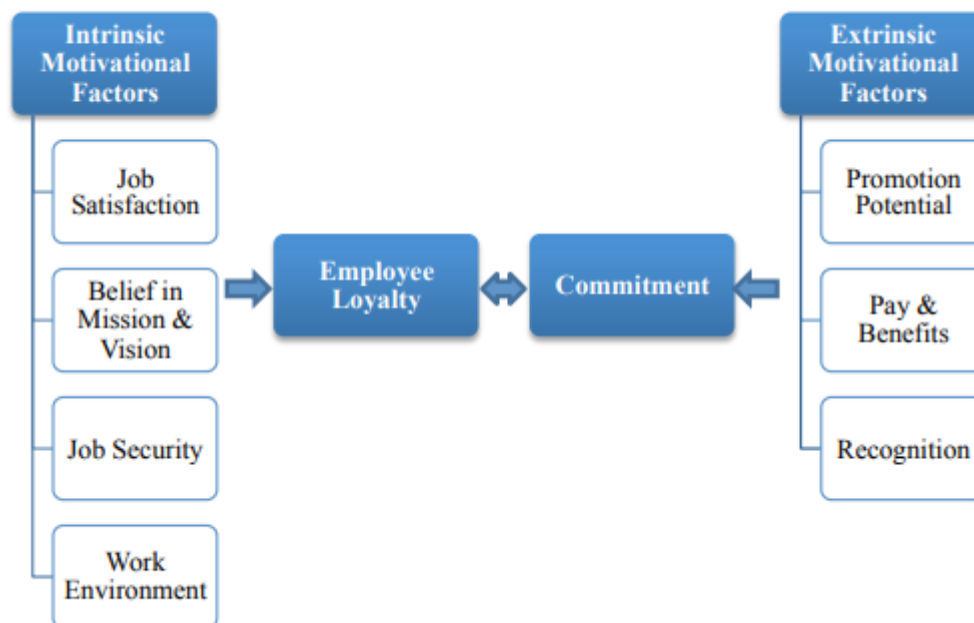 Intrinsic
Motivational
Factors
Job
Satisfaction
Belief in
Mission &
Vision
Job Security
Work
Environment
Employee
Loyalty
Commitment
Extrinsic
Motivational
Factors
Promotion
Potential
Pay &
Benefits
Recognition